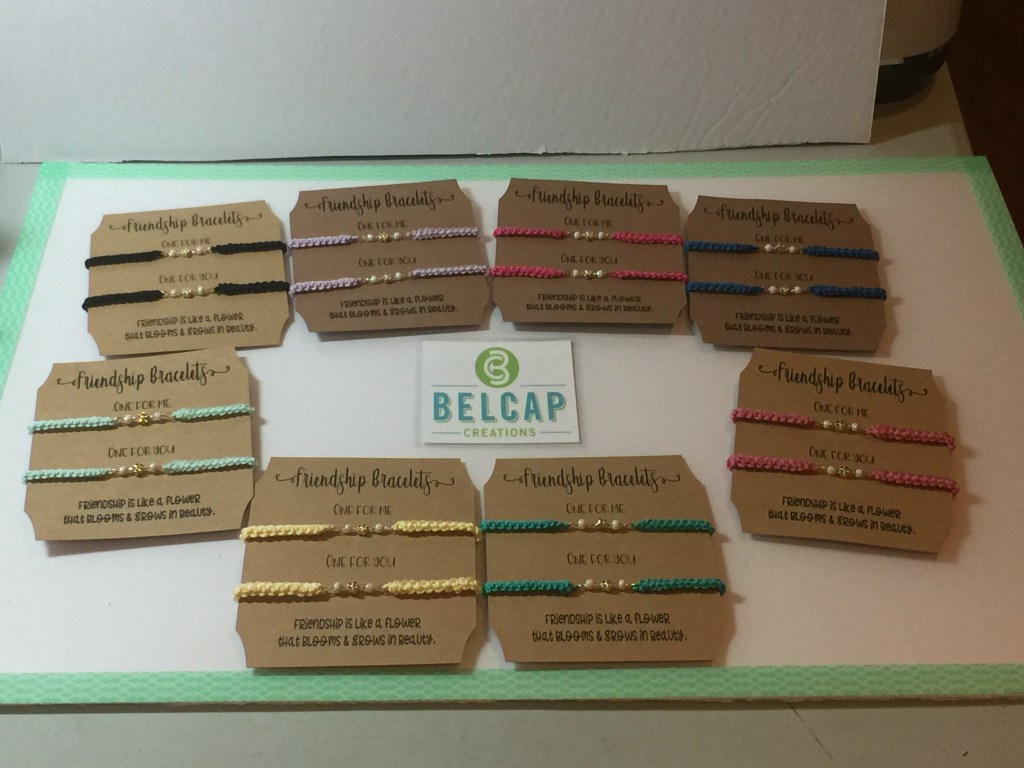 Friendship Bracelets
ONE FOR ME
ONE FOR YOU
FRIENDSHIP IS LIKE A FLOWER
THAT BLOOMS & GROWS IN BEAUTY.
Friendship Bracelets
ONE FOR ME
ONE FOR YOU
FRIENDSHIP IS LIKE A FLOWER
THAT BLOOMS & GROWS IN BEAUTY.
Friendship Bracelets
ONE FOR ME
ONE FOR YOU
FRIENDSHIP IS LIKE A FLOWER
THAT BLOOMS & GROWS IN BEAUTY.
Friendship Bracelets
ONE FOR ME
ONE FOR YOU
FRIENDSHIP IS LIKE A FLOWER
THAT BLOOMS & GROWS IN BEAUTY.
Friendship Bracelets
ONE FOR ME
ONE FOR YOU
FRIENDSHIP IS LIKE A FLOWER
THAT BLOOMS & GROWS IN BEAUTY.
BELCAP
CREATIONS
Friendship Bracelets
ONE FOR ME
ONE FOR YOU
FRIENDSHIP IS LIKE A FLOWER
THAT BLOOMS & GROWS IN BEAUTY.
Friendship Bracelets
ONE FOR ME
ONE FOR YOU
FRIENDSHIP IS LIKE A FLOWER
THAT BLOOMS & GROWS IN BEAUTY.
Friendship Bracelets
ONE FOR ME
ONE FOR YOU
FRIENDSHIP IS LIKE A FLOWER
THAT BLOOMS & GROWS IN BEAUTY.